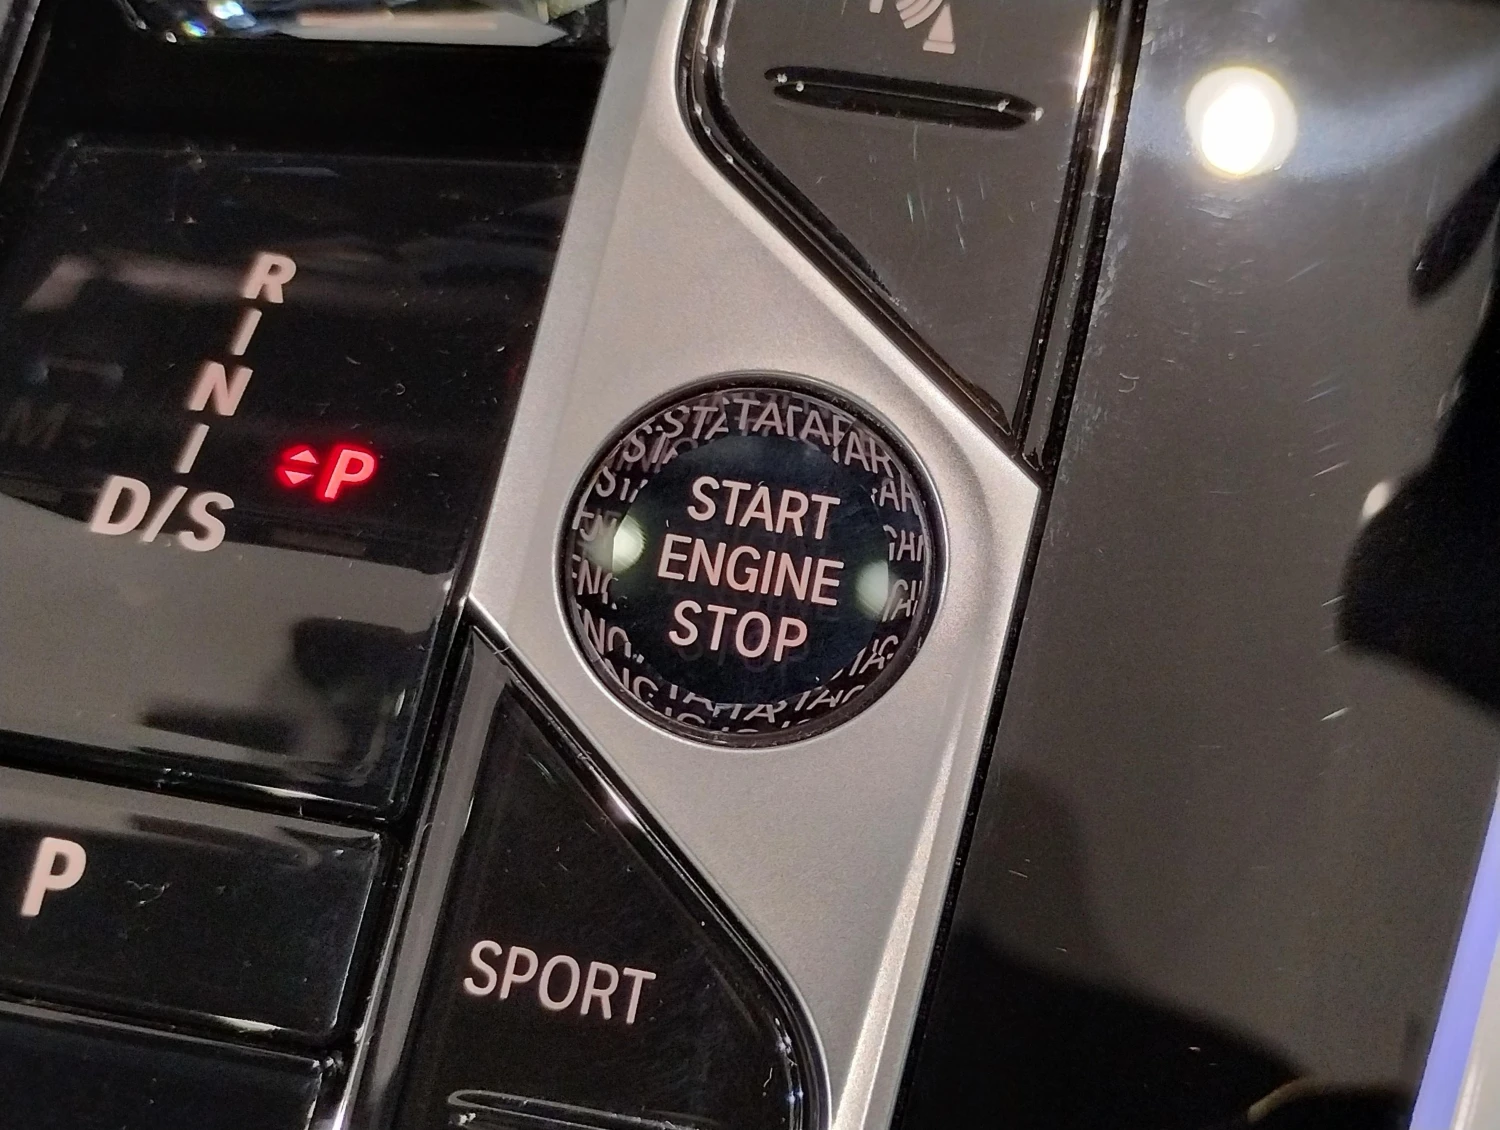 R
N
D/S
P
START
ENGINE
STOP
P
SPORT